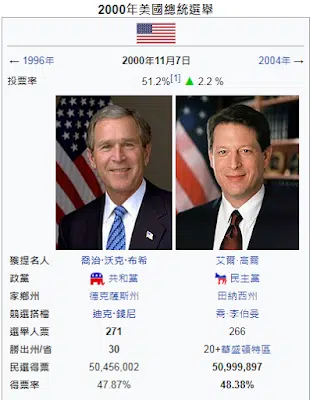 2000年美國總統選舉
← 1996年 2000年11月7日 2004年 →
投票率 51.2%[1] ▲ 2.2 %
獲提名人 喬治·沃克·布希 艾爾·高爾
政黨 共和黨 民主黨
家鄉州 德克薩斯州 田納西州
競選搭檔 迪克·錢尼 喬·李伯曼
選舉人票 271 266
勝出州/省 30 20+華盛頓特區
民選得票 50,456,002 50,999,897
得票率 47.87% 48.38%